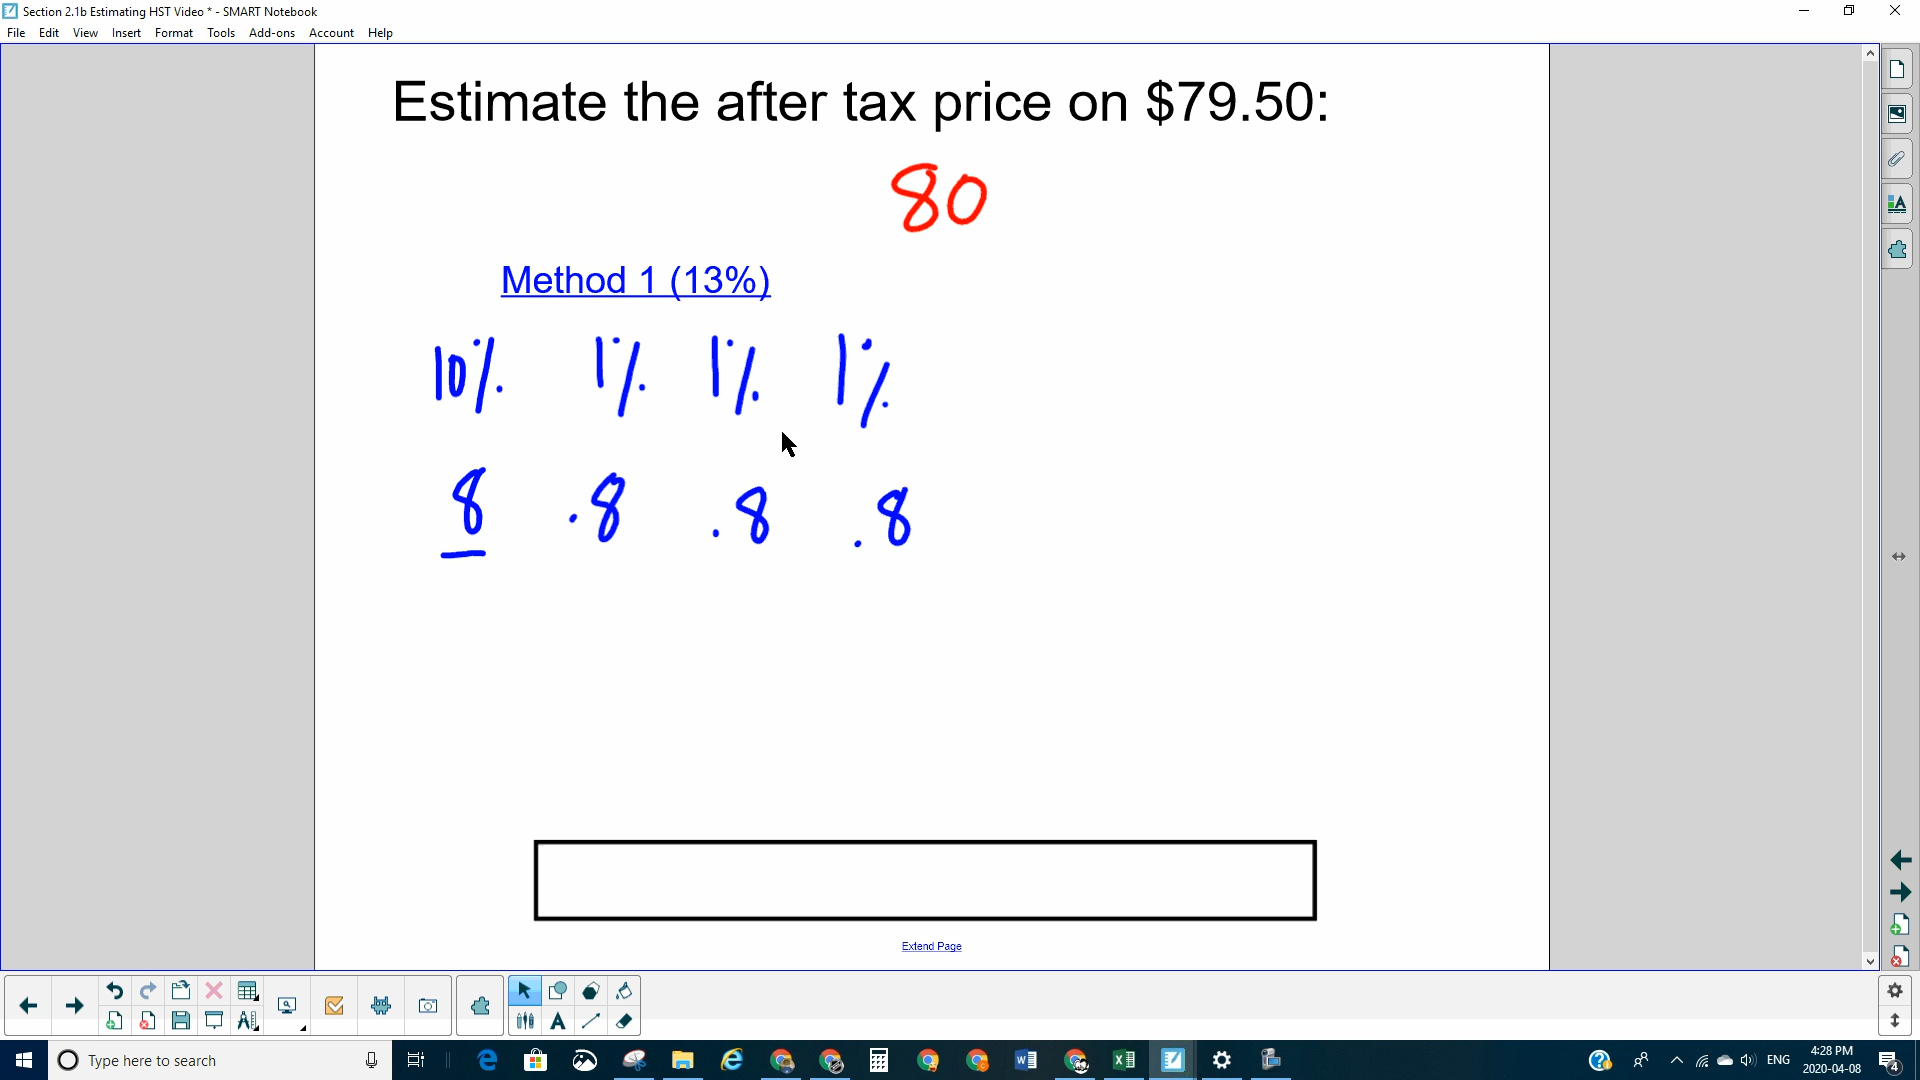 Section 2.1b Estimating HST Video * - SMART Notebook
File Edit View Insert Format Tools Add-ons Account Help
Estimate the after tax price on $79.50:
80
Method 1 (13%)
10% 1% 1% 1%
8 .8 .8 .8
Extend Page
Type here to search
ENG
4:28 PM
2020-04-08
4